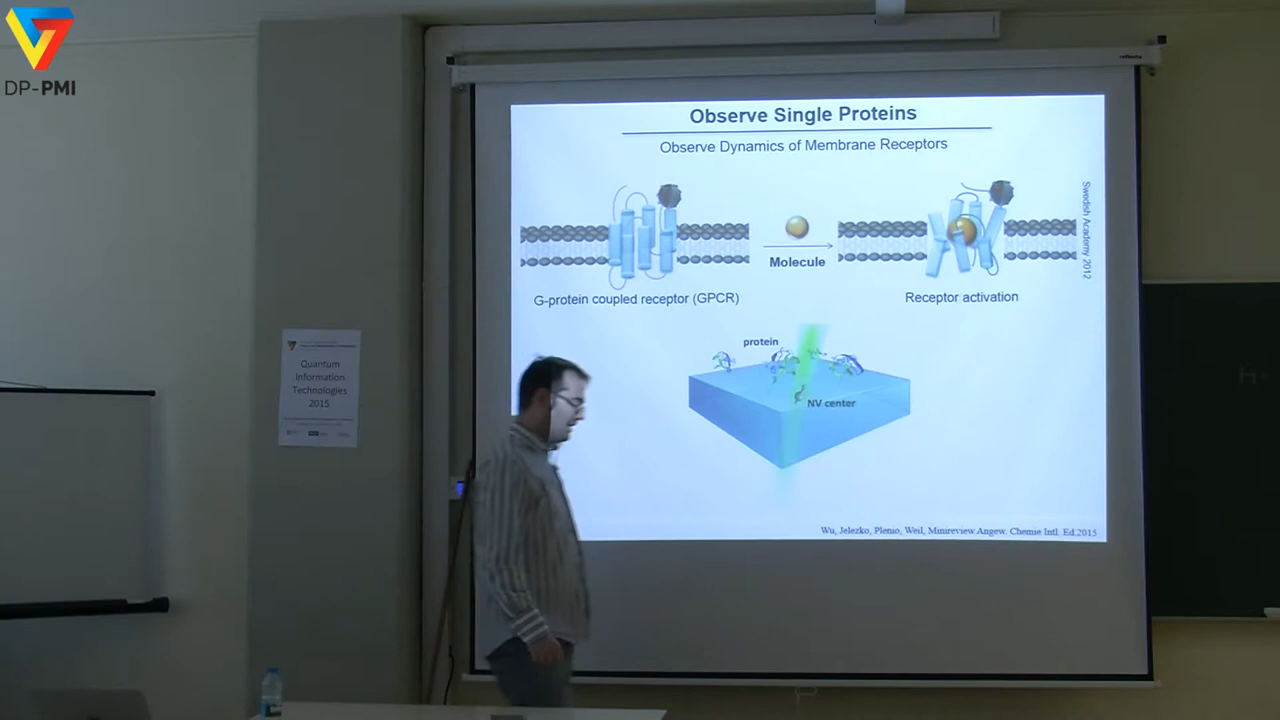 DP-PMI
reflecta
Observe Single Proteins
Observe Dynamics of Membrane Receptors
Molecule
Swedish Academy 2012
G-protein coupled receptor (GPCR)
Receptor activation
protein
NV center
Wu, Jelezko, Plenio, Weil, Minireview Angew. Chemie Intl. Ed.2015
Quantum
Information
Technologies
2015